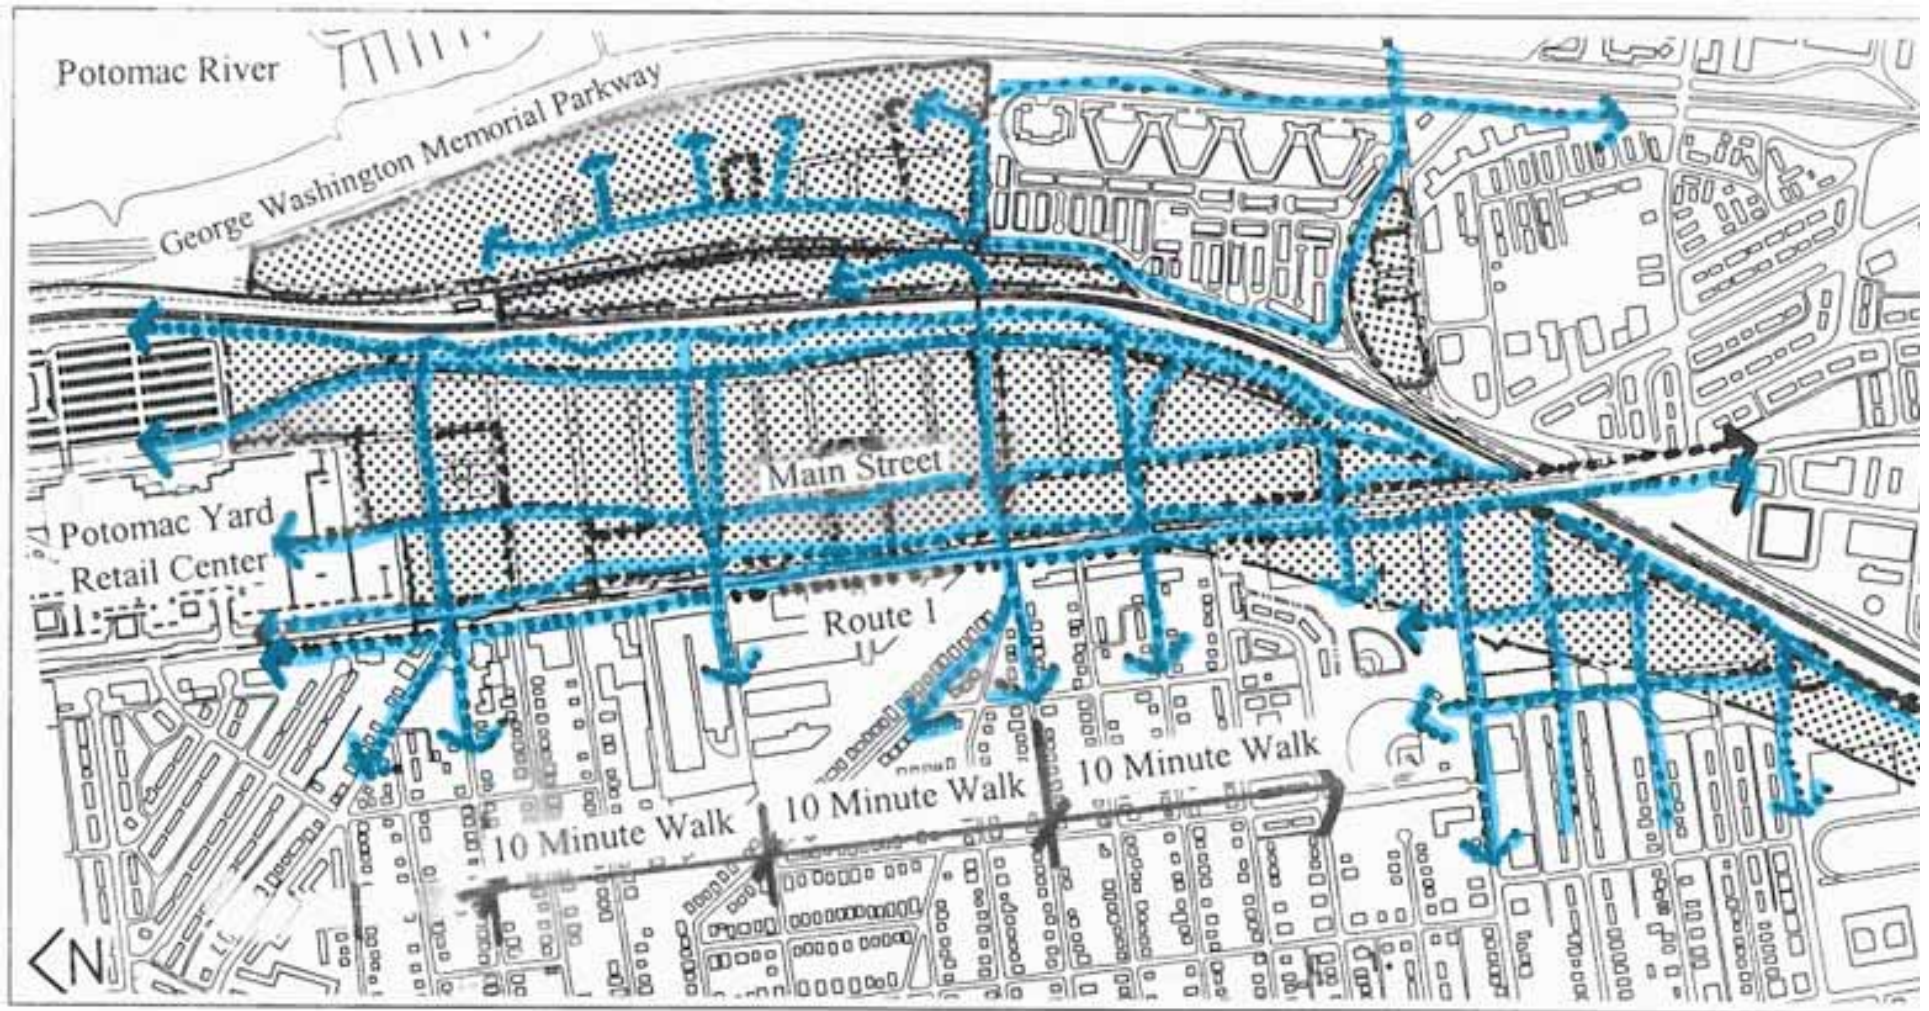 Potomac River
George Washington Memorial Parkway
Main Street
Potomac Yard
Retail Center
Route 1
10 Minute Walk
10 Minute Walk
10 Minute Walk
N